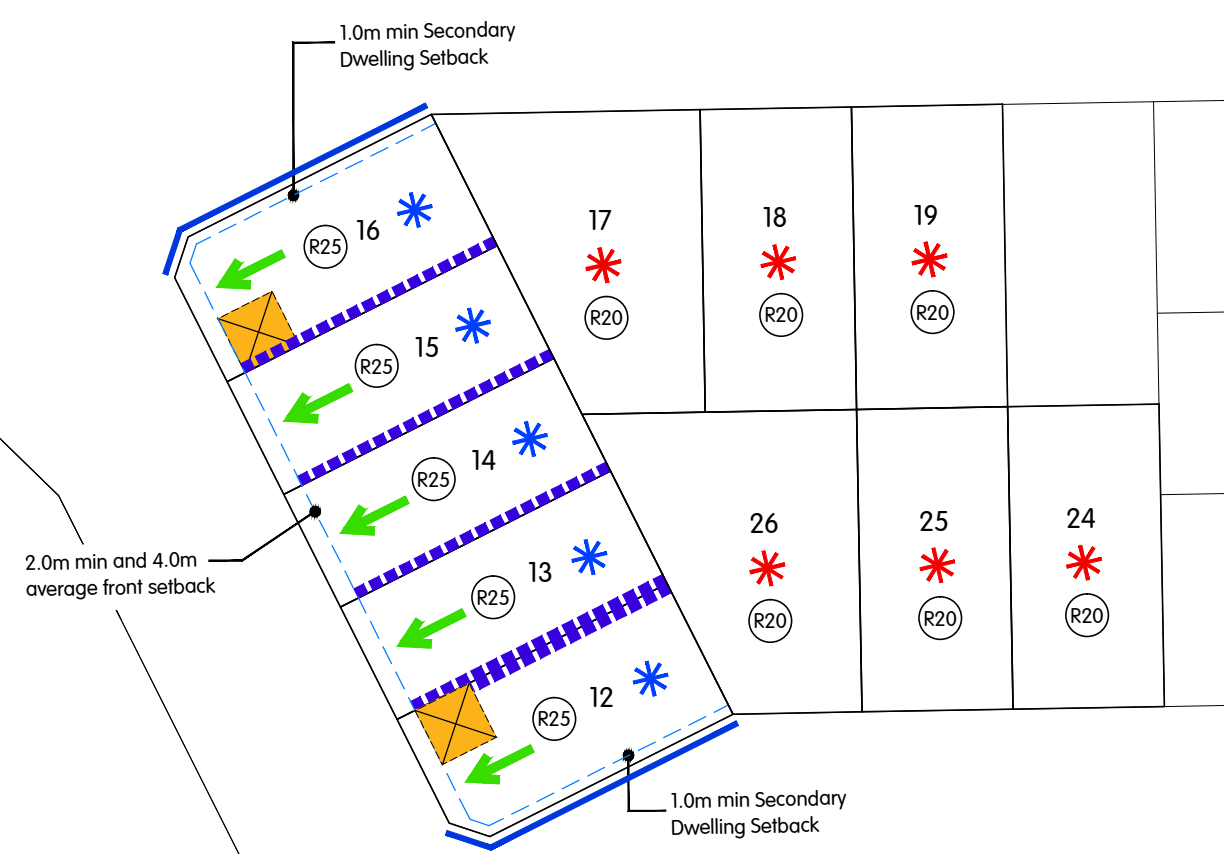 1.0m min Secondary
Dwelling Setback
16
R25
17
R20
18
R20
19
R20
15
R25
14
R25
2.0m min and 4.0m
average front setback
13
R25
26
R20
25
R20
24
R20
12
R25
1.0m min Secondary
Dwelling Setback